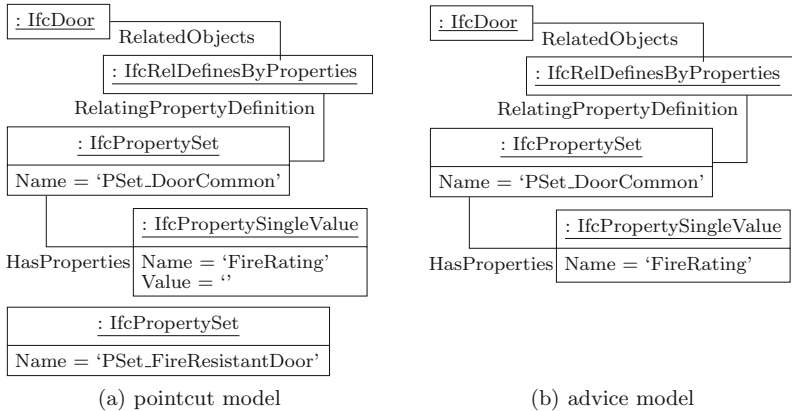 : IfcDoor
RelatedObjects
: IfcRelDefinesByProperties
RelatingPropertyDefinition
: IfcPropertySet
Name = ‘PSet_DoorCommon’
: IfcPropertySingleValue
HasProperties
Name = ‘FireRating’
Value = ‘’
: IfcPropertySet
Name = ‘PSet_FireResistantDoor’
(a) pointcut model
: IfcDoor
RelatedObjects
: IfcRelDefinesByProperties
RelatingPropertyDefinition
: IfcPropertySet
Name = ‘PSet_DoorCommon’
: IfcPropertySingleValue
HasProperties
Name = ‘FireRating’
(b) advice model